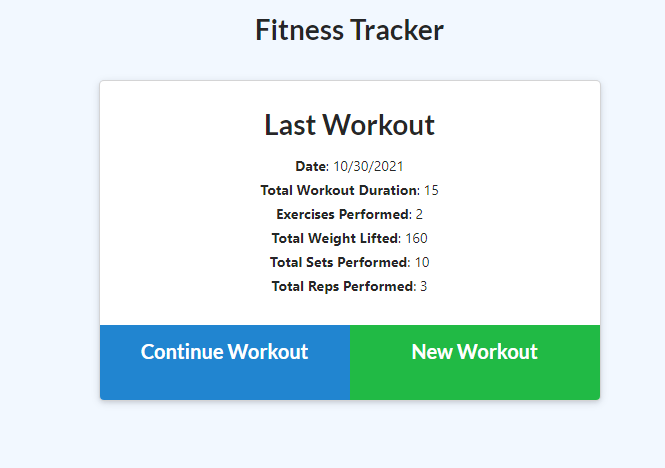 Fitness Tracker
Last Workout
Date: 10/30/2021
Total Workout Duration: 15
Exercises Performed: 2
Total Weight Lifted: 160
Total Sets Performed: 10
Total Reps Performed: 3
Continue Workout
New Workout